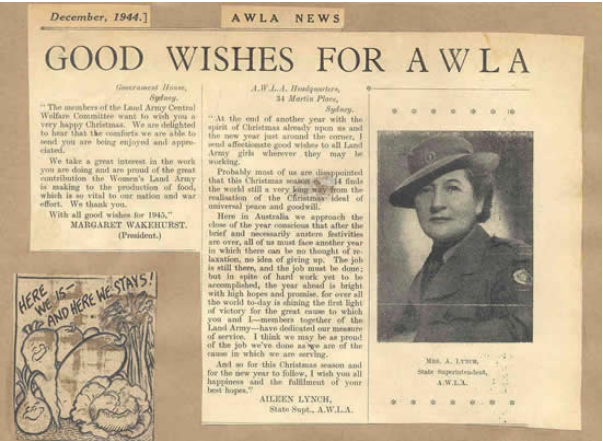 December, 1944.]
AWLA NEWS
GOOD WISHES FOR AWLA
Government House,
Sydney.
"The members of the Land Army Central
Welfare Committee want to wish you a
very happy Christmas. We are delighted
to hear that the comforts we are able to
send you are being enjoyed and appre-
ciated.
We take a great interest in the work
you are doing and are proud of the great
contribution the Women's Land Army
is making to the production of food,
which is so vital to our nation and war
effort. We thank you.
With all good wishes for 1945,"
MARGARET WAKEHURST.
(President.)
A.W.L.A. Headquarters,
34 Martin Place,
Sydney.
"At the end of another year with the
spirit of Christmas already upon us and
the new year just around the corner, I
send affectionate good wishes to all Land
Army girls wherever they may be
working.
Probably most of us are disappointed
that this Christmas season 44 finds
the world still a very long way from the
realisation of the Christmas ideal of
universal peace and goodwill.
Here in Australia we approach the
close of the year conscious that after the
brief and necessarily austere festivities
are over, all of us must face another year
in which there can be no thought of re-
laxation, no idea of giving up. The job
is still there, and the job must be done;
but in spite of hard work yet to be
accomplished, the year ahead is bright
with high hopes and promise, for over all
the world to-day is shining the first light
of victory for the great cause to which
you and I—members together of the
Land Army—have dedicated our measure
of service. I think we may be as proud
of the job we've done as we are of the
cause in which we are serving.
And so for this Christmas season and
for the new year to follow, I wish you all
happiness and the fulfilment of your
best hopes."
AILEEN LYNCH,
State Supt., A.W.L.A.
MRS. A. LYNCH,
State Superintendent,
A.W.L.A.
HERE
WE IS—
AND HERE WE STAYS!